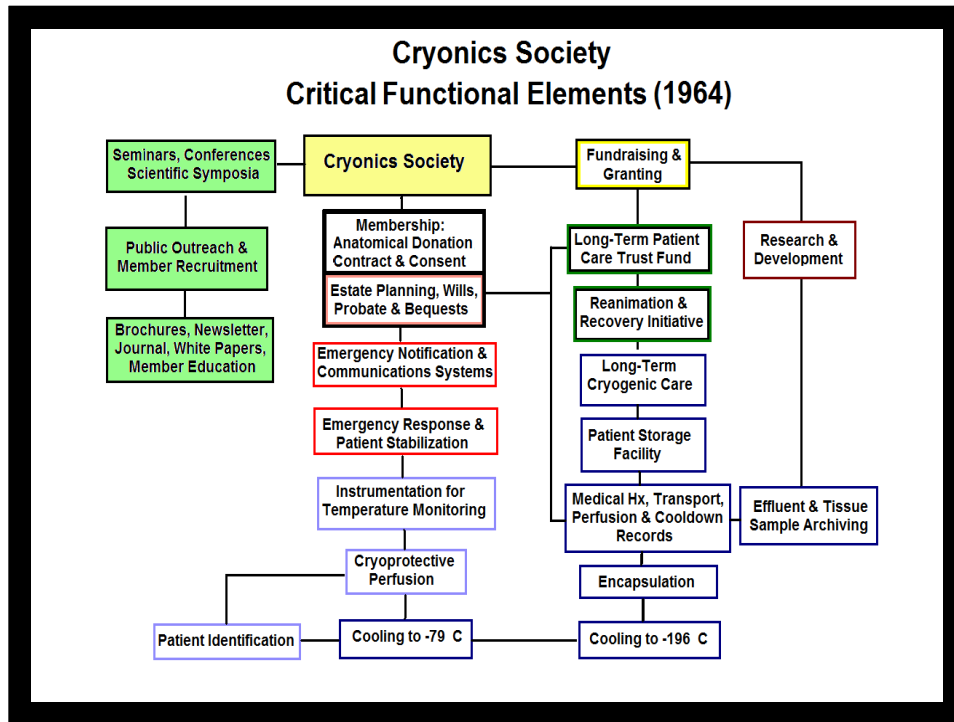 Cryonics Society
Critical Functional Elements (1964)
Seminars, Conferences
Scientific Symposia
Cryonics Society
Fundraising &
Granting
Membership:
Anatomical Donation
Contract & Consent
Public Outreach &
Member Recruitment
Long-Term Patient
Care Trust Fund
Research &
Development
Estate Planning, Wills,
Probate & Bequests
Reanimation &
Recovery Initiative
Brochures, Newsletter,
Journal, White Papers,
Member Education
Emergency Notification &
Communications Systems
Long-Term
Cryogenic Care
Emergency Response &
Patient Stabilization
Patient Storage
Facility
Instrumentation for
Temperature Monitoring
Medical Hx, Transport,
Perfusion & Cooldown
Records
Effluent & Tissue
Sample Archiving
Cryoprotective
Perfusion
Encapsulation
Patient Identification
Cooling to -79 C
Cooling to -196 C